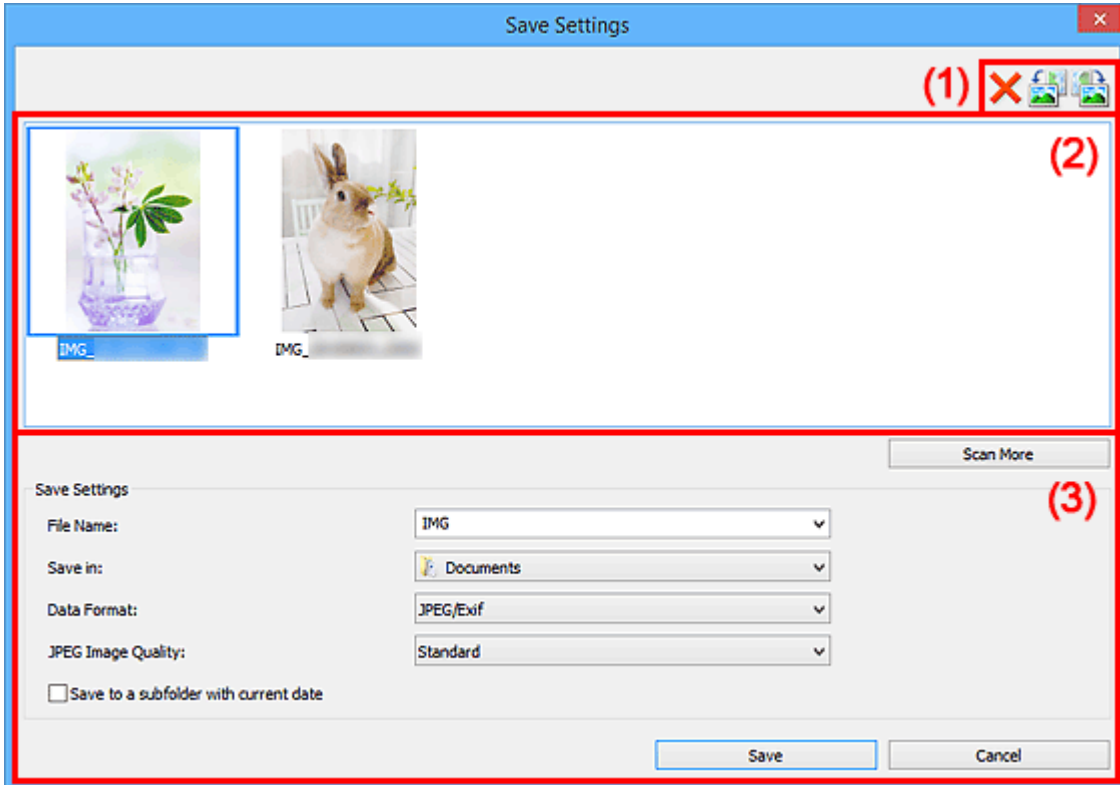 Save Settings
(1)
(2)
IMG_
IMG_
Scan More
Save Settings
(3)
File Name:
IMG
Save in:
Documents
Data Format:
JPEG/Exif
JPEG Image Quality:
Standard
Save to a subfolder with current date
Save
Cancel